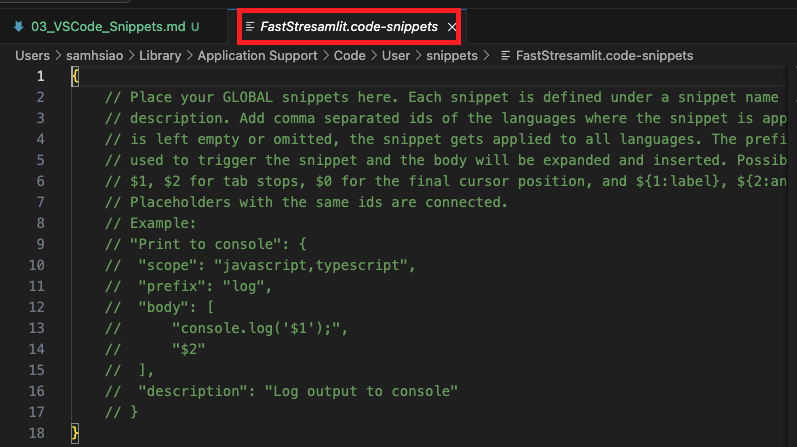 03_VSCode_Snippets.md U
FastStresamlit.code-snippets ×
Users > samhsiao > Library > Application Support > Code > User > snippets > FastStresamlit.code-snippets
1 {
2 // Place your GLOBAL snippets here. Each snippet is defined under a snippet name
3 // description. Add comma separated ids of the languages where the snippet is app
4 // is left empty or omitted, the snippet gets applied to all languages. The prefi
5 // used to trigger the snippet and the body will be expanded and inserted. Possib
6 // $1, $2 for tab stops, $0 for the final cursor position, and ${1:label}, ${2:an
7 // Placeholders with the same ids are connected.
8 // Example:
9 // "Print to console": {
10 // "scope": "javascript,typescript",
11 // "prefix": "log",
12 // "body": [
13 // "console.log('$1');",
14 // "$2"
15 // ],
16 // "description": "Log output to console"
17 // }
18 }